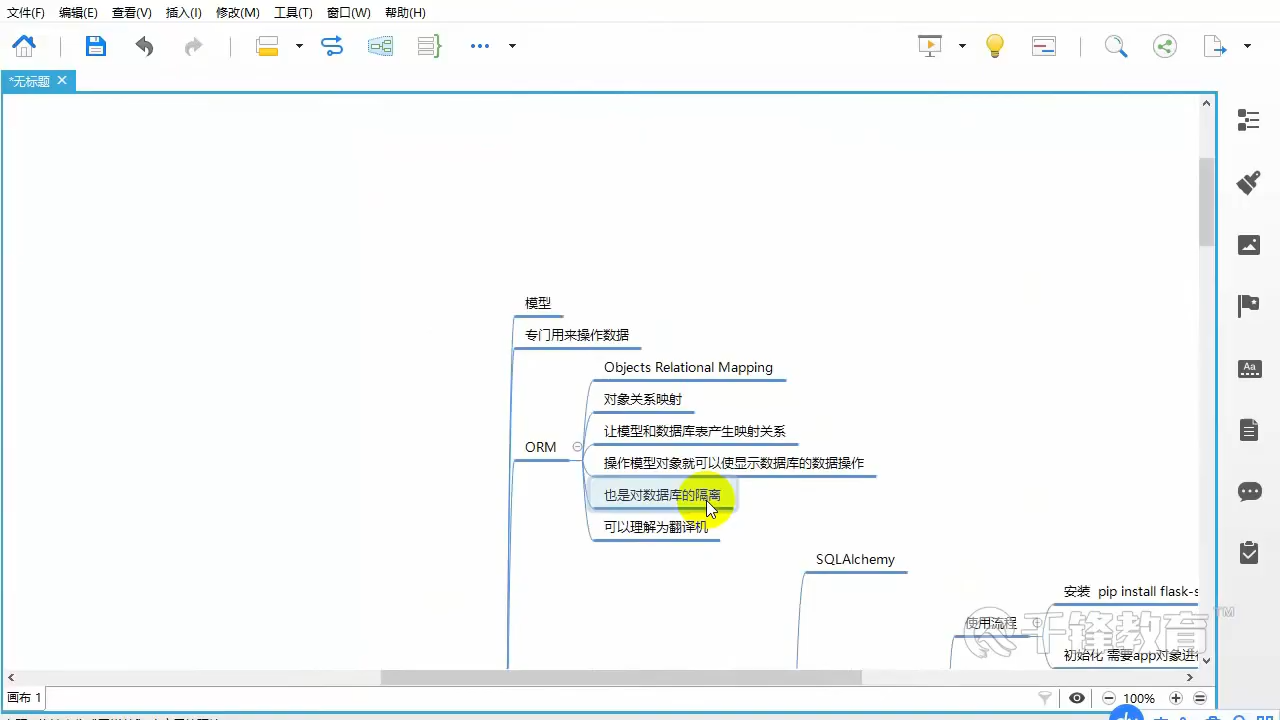 文件(F) 编辑(E) 查看(V) 插入(I) 修改(M) 工具(T) 窗口(W) 帮助(H)
*无标题
模型
专门用来操作数据
Objects Relational Mapping
对象关系映射
让模型和数据库表产生映射关系
ORM
操作模型对象就可以使显示数据库的数据操作
也是对数据库的隔离
可以理解为翻译机
SQLAlchemy
安装 pip install flask-s
使用流程
千锋教育 TM
初始化 需要app对象进行
画布 1
100%